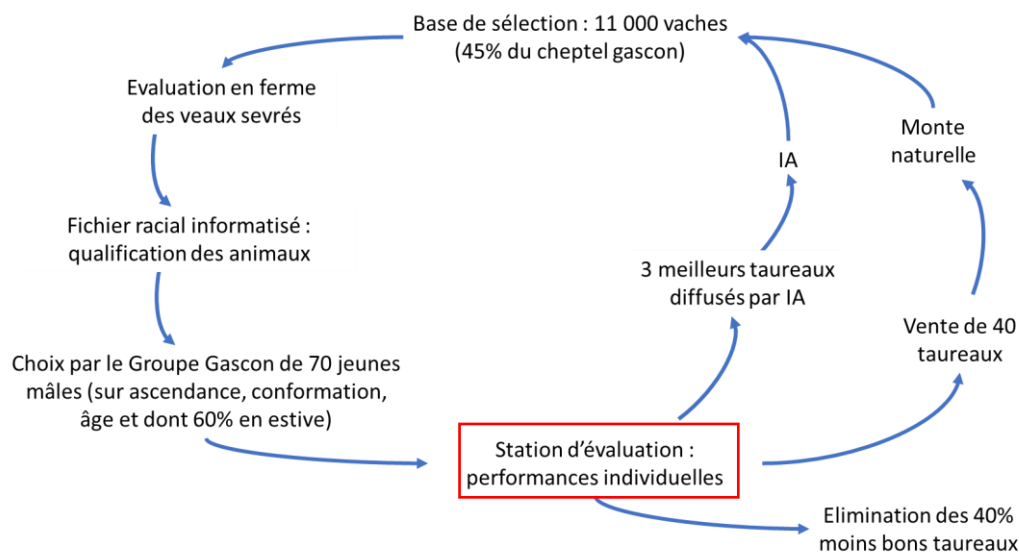 Base de sélection : 11 000 vaches
(45% du cheptel gascon)
Evaluation en ferme
des veaux sevrés
Fichier racial informatisé :
qualification des animaux
Choix par le Groupe Gascon de 70 jeunes
mâles (sur ascendance, conformation,
âge et dont 60% en estive)
Station d’évaluation :
performances individuelles
3 meilleurs taureaux
diffusés par IA
IA
Vente de 40
taureaux
Monte
naturelle
Elimination des 40%
moins bons taureaux